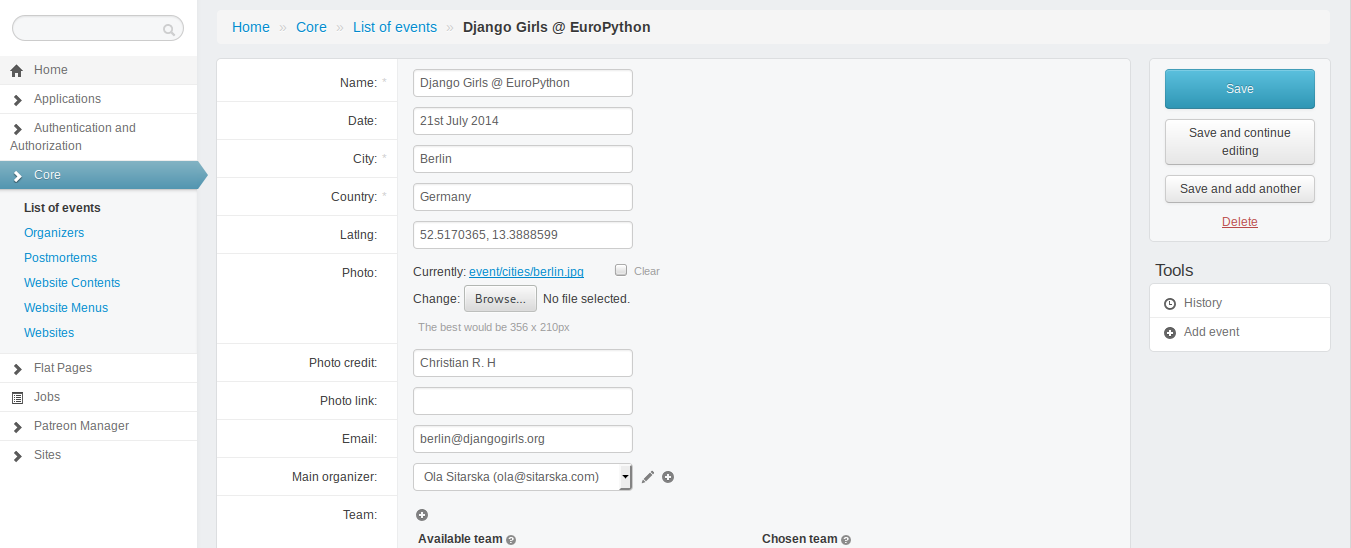 Home » Core » List of events » Django Girls @ EuroPython
Home
Applications
Authentication and
Authorization
Core
List of events
Organizers
Postmortems
Website Contents
Website Menus
Websites
Flat Pages
Jobs
Patreon Manager
Sites
Name: * Django Girls @ EuroPython
Date: 21st July 2014
City: * Berlin
Country: * Germany
Latlng: 52.5170365, 13.3888599
Photo: Currently: event/cities/berlin.jpg Clear
Change: Browse... No file selected.
The best would be 356 x 210px
Photo credit: Christian R. H
Photo link:
Email: berlin@djangogirls.org
Main organizer: Ola Sitarska (ola@sitarska.com)
Team:
Available team ? Chosen team ?
Save
Save and continue
editing
Save and add another
Delete
Tools
History
Add event